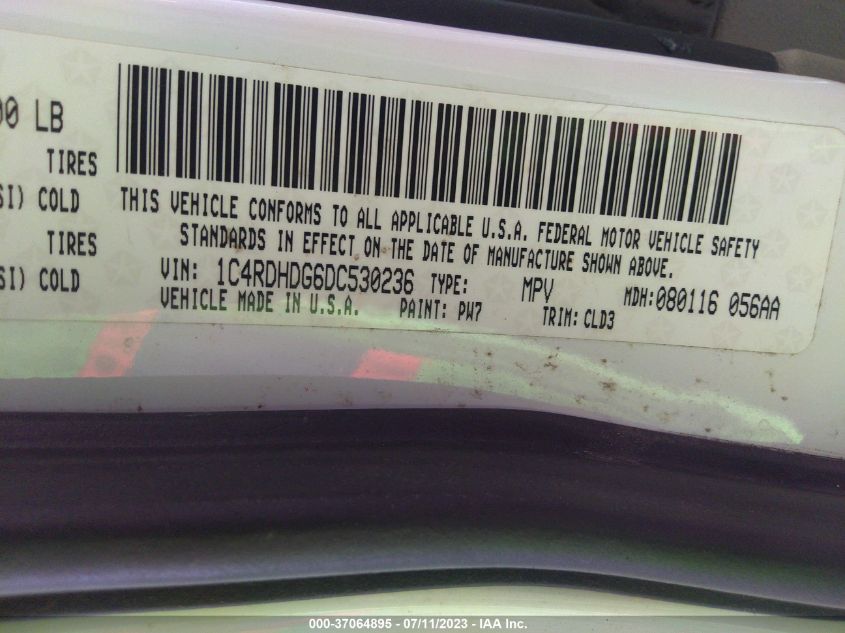 00 LB
TIRES
SI) COLD
TIRES
SI) COLD
THIS VEHICLE CONFORMS TO ALL APPLICABLE U.S.A. FEDERAL MOTOR VEHICLE SAFETY
STANDARDS IN EFFECT ON THE DATE OF MANUFACTURE SHOWN ABOVE.
VIN: 1C4RDHDG6DC530236 TYPE: MPV MDH:080116 056AA
VEHICLE MADE IN U.S.A. PAINT: PW7 TRIM: CLD3
000-37064895 - 07/11/2023 - IAA Inc.